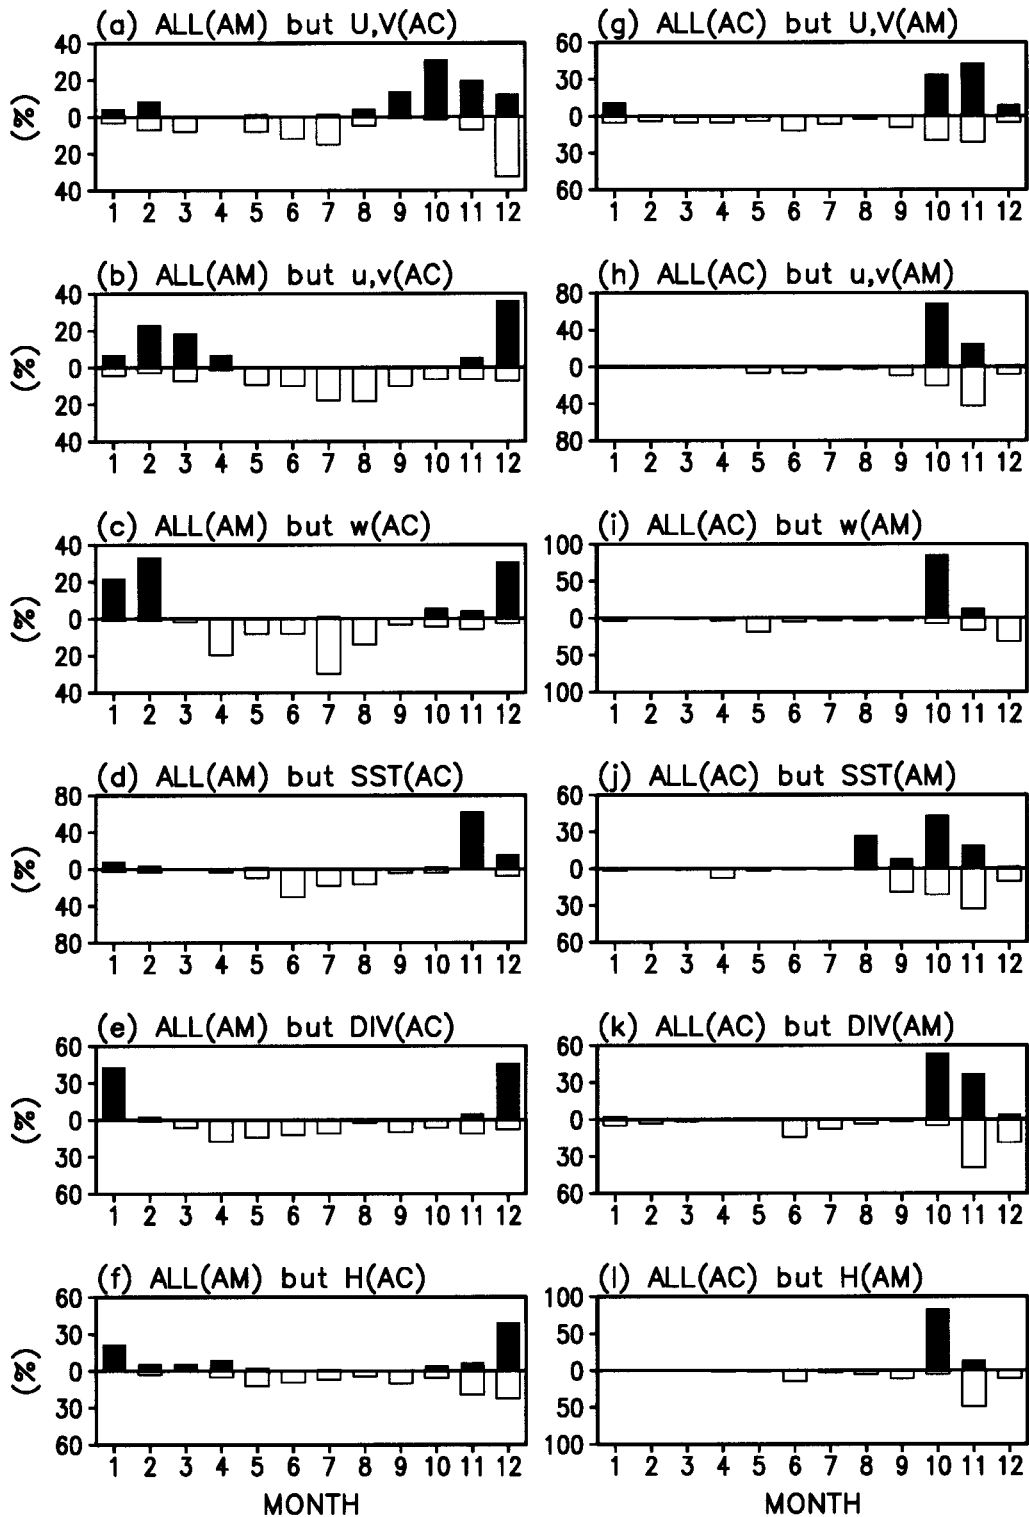 (a) ALL(AM) but U,V(AC)
40
20
0
20
40
(%)
1 2 3 4 5 6 7 8 9 10 11 12
(g) ALL(AC) but U,V(AM)
60
30
0
30
60
1 2 3 4 5 6 7 8 9 10 11 12
(b) ALL(AM) but u,v(AC)
40
20
0
20
40
(%)
1 2 3 4 5 6 7 8 9 10 11 12
(h) ALL(AC) but u,v(AM)
80
40
0
40
80
1 2 3 4 5 6 7 8 9 10 11 12
(c) ALL(AM) but w(AC)
40
20
0
20
40
(%)
1 2 3 4 5 6 7 8 9 10 11 12
(i) ALL(AC) but w(AM)
100
50
0
50
100
1 2 3 4 5 6 7 8 9 10 11 12
(d) ALL(AM) but SST(AC)
80
40
0
40
80
(%)
1 2 3 4 5 6 7 8 9 10 11 12
(j) ALL(AC) but SST(AM)
60
30
0
30
60
1 2 3 4 5 6 7 8 9 10 11 12
(e) ALL(AM) but DIV(AC)
60
30
0
30
60
(%)
1 2 3 4 5 6 7 8 9 10 11 12
(k) ALL(AC) but DIV(AM)
60
30
0
30
60
1 2 3 4 5 6 7 8 9 10 11 12
(f) ALL(AM) but H(AC)
60
30
0
30
60
(%)
1 2 3 4 5 6 7 8 9 10 11 12
MONTH
(l) ALL(AC) but H(AM)
100
50
0
50
100
1 2 3 4 5 6 7 8 9 10 11 12
MONTH